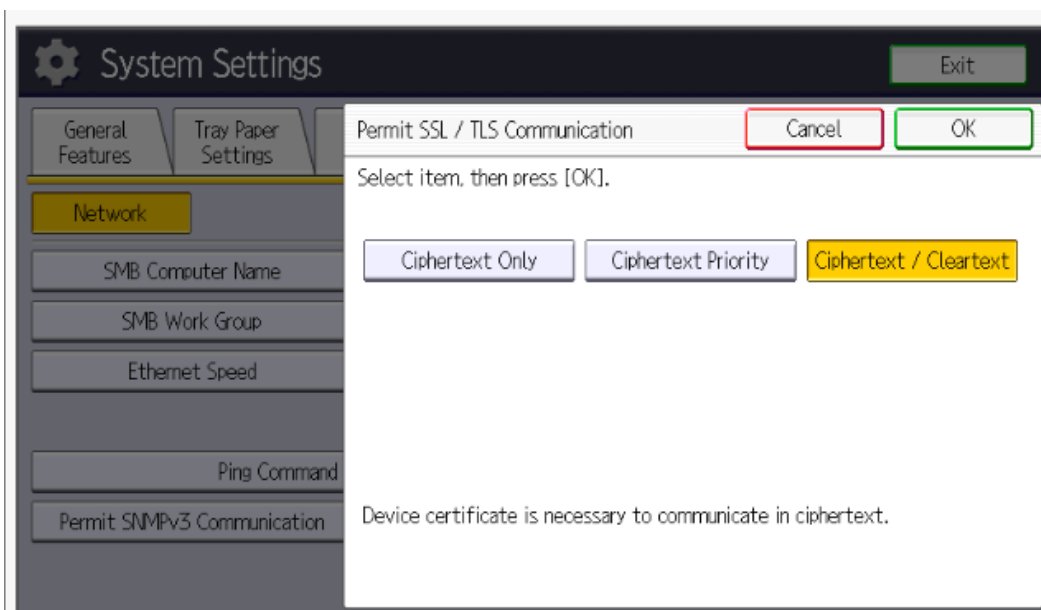 System Settings
Exit
General
Features
Tray Paper
Settings
Permit SSL / TLS Communication
Cancel
OK
Select item, then press [OK].
Network
Ciphertext Only
Ciphertext Priority
Ciphertext / Cleartext
SMB Computer Name
SMB Work Group
Ethernet Speed
Ping Command
Permit SNMPv3 Communication
Device certificate is necessary to communicate in ciphertext.